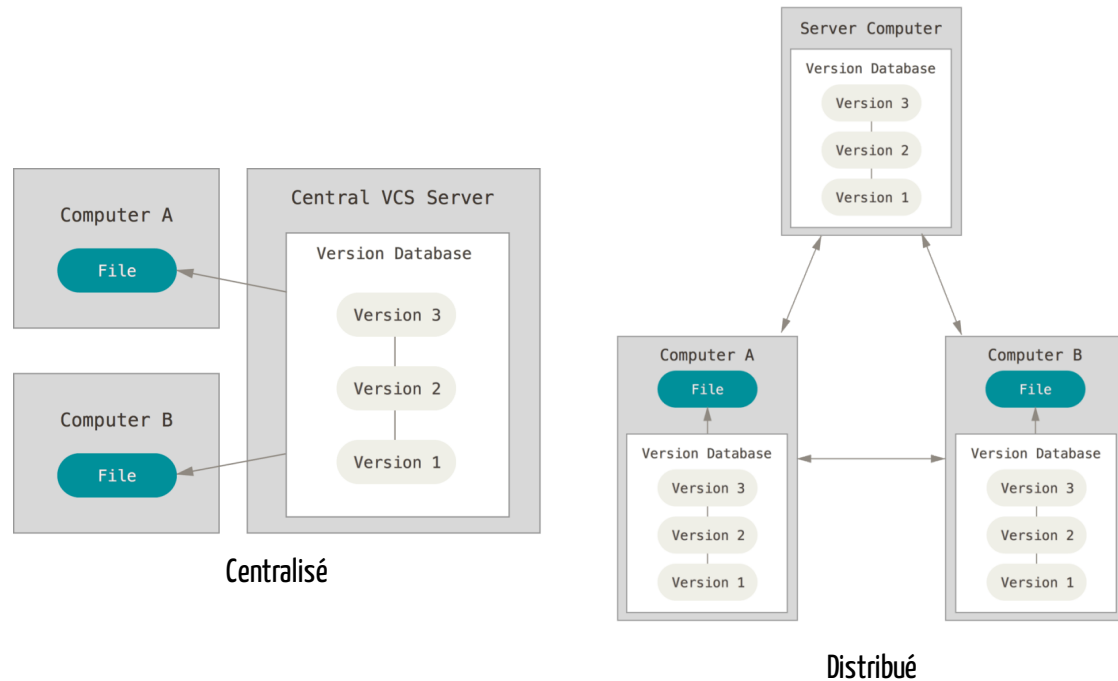 Computer A
File
Computer B
File
Central VCS Server
Version Database
Version 3
Version 2
Version 1
Centralisé
Server Computer
Version Database
Version 3
Version 2
Version 1
Computer A
File
Version Database
Version 3
Version 2
Version 1
Computer B
File
Version Database
Version 3
Version 2
Version 1
Distribué